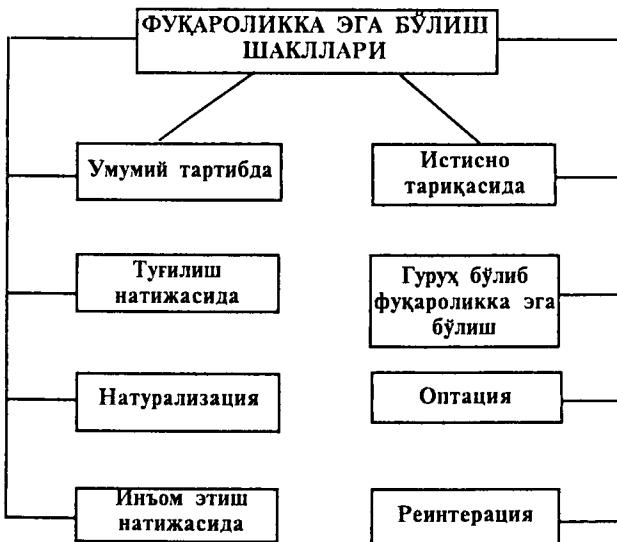 ФУҚАРОЛИККА ЭГА БЎЛИШ
ШАКЛЛАРИ
Умумий тартибда
Истисно
тариқасида
Туғилиш
натижасида
Гуруҳ бўлиб
фуқароликка эга
бўлиш
Натурализация
Оптация
Инъом этиш
натижасида
Реинтерация